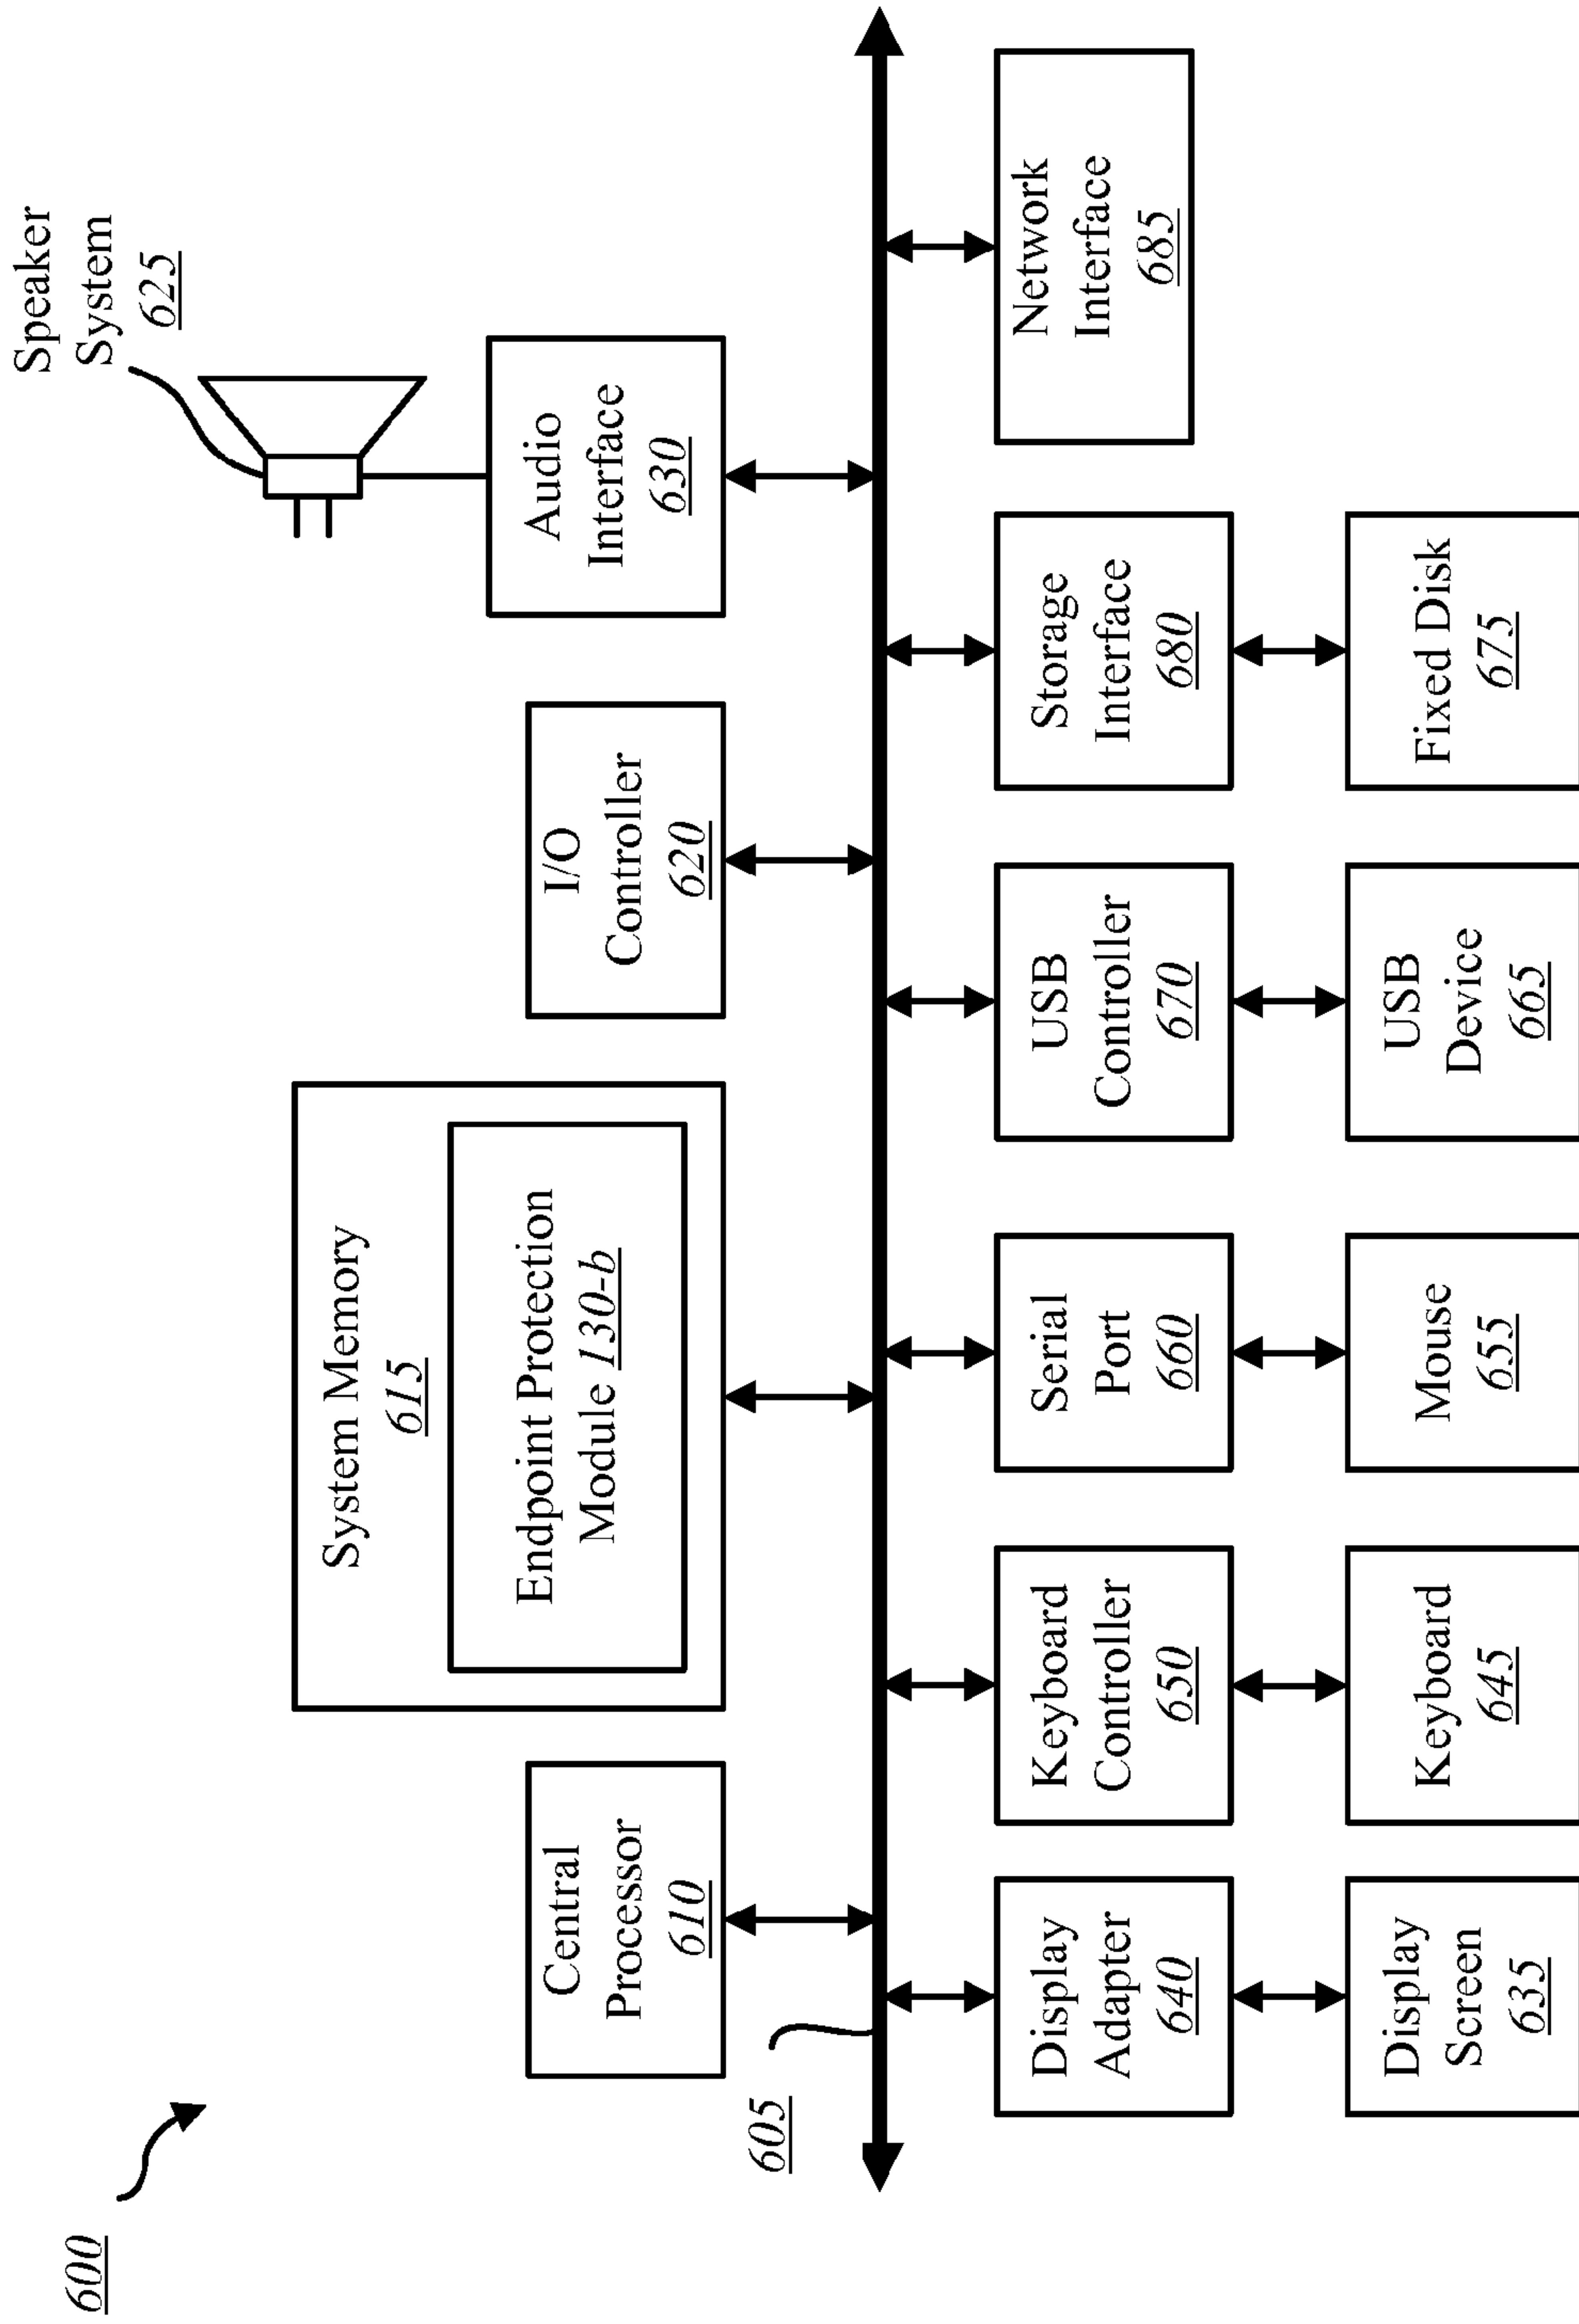 600
Speaker
System
625
System Memory
615
Endpoint Protection
Module 130-b
Central
Processor
610
I/O
Controller
620
Audio
Interface
630
605
Display
Adapter
640
Keyboard
Controller
650
Serial
Port
660
USB
Controller
670
Storage
Interface
680
Network
Interface
685
Display
Screen
635
Keyboard
645
Mouse
655
USB
Device
665
Fixed Disk
675